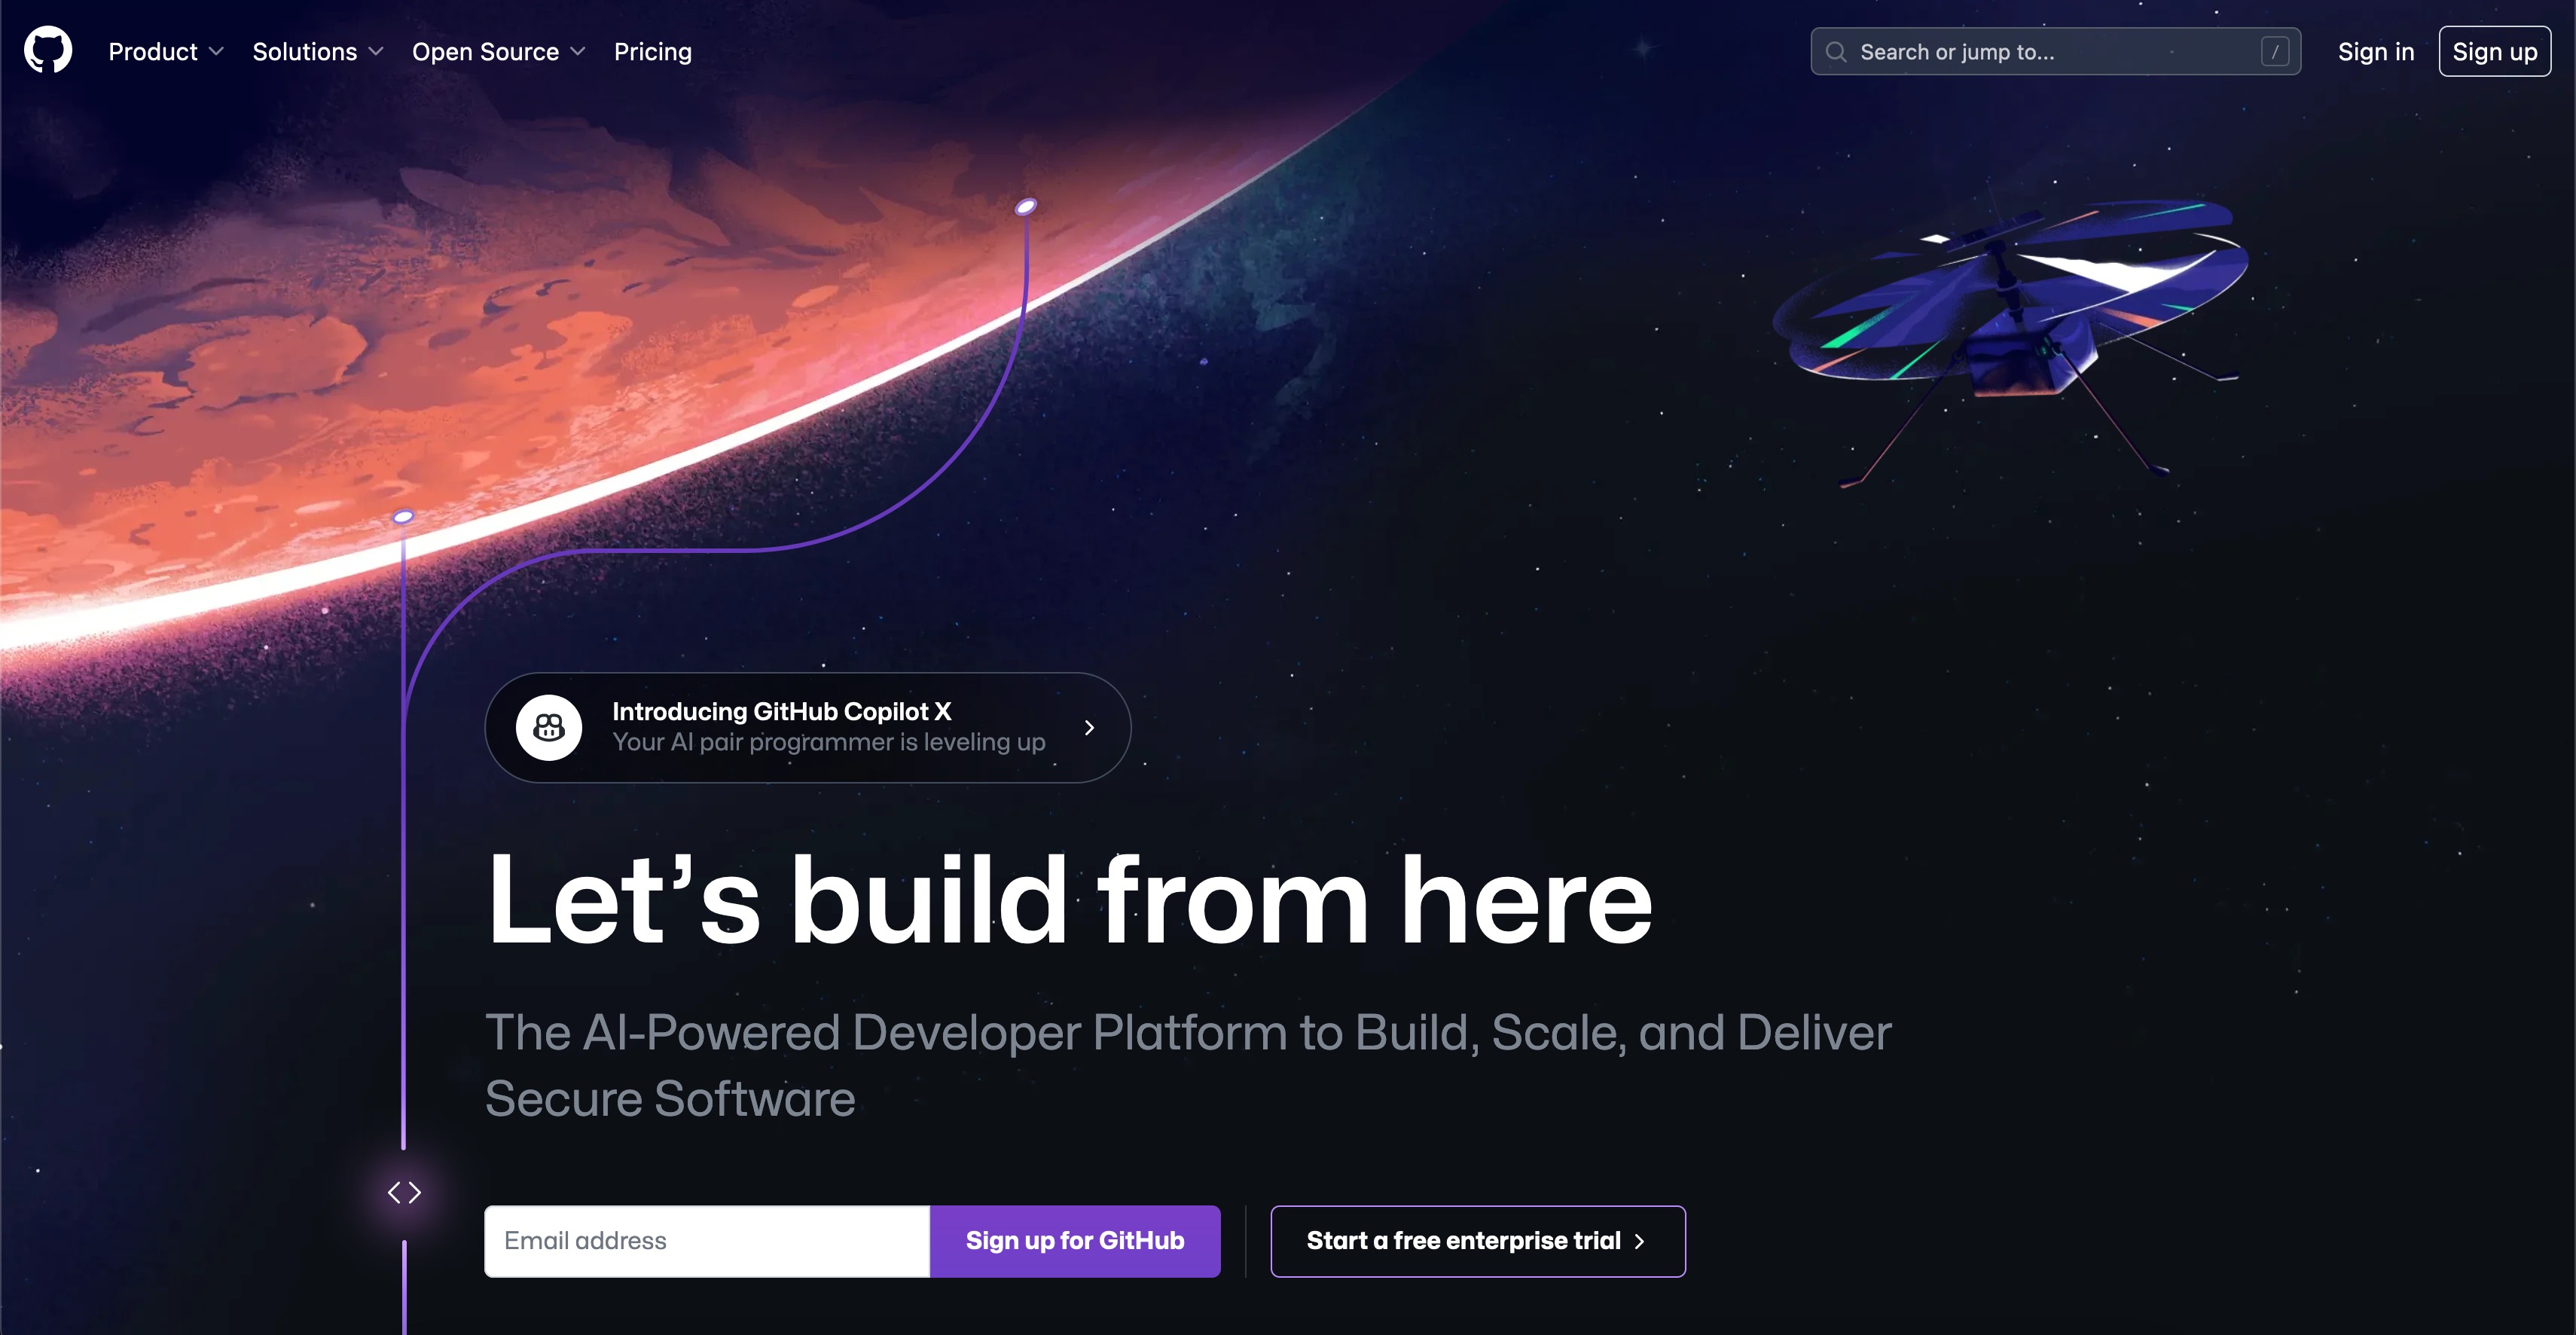 Product
Solutions
Open Source
Pricing
Search or jump to...
/
Sign in
Sign up
Introducing GitHub Copilot X
Your AI pair programmer is leveling up
Let’s build from here
The AI-Powered Developer Platform to Build, Scale, and Deliver
Secure Software
Email address
Sign up for GitHub
Start a free enterprise trial